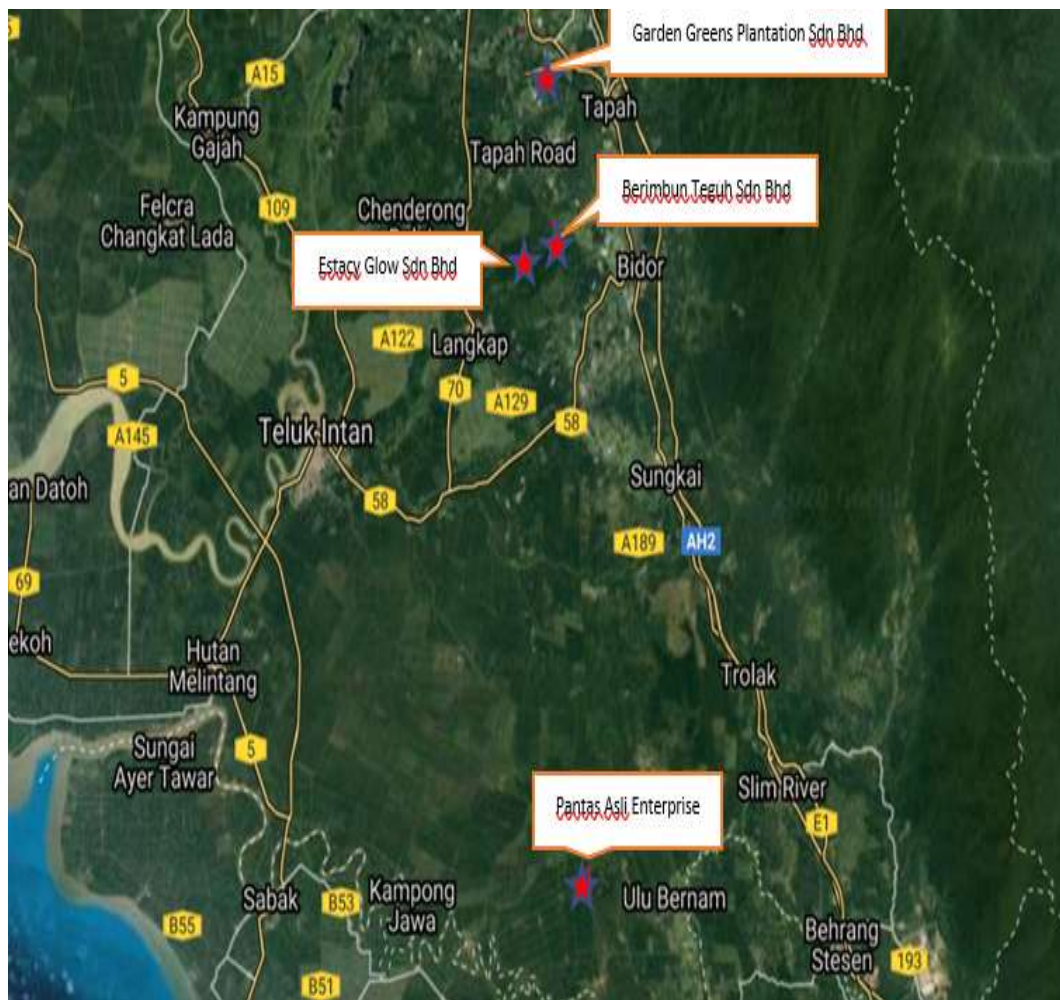 Garden Greens Plantation Sdn Bhd
A15
Kampung
Gajah
Tapah
Tapah Road
Berimbun Teguh Sdn Bhd
Felcra
Changkat Lada
109
Chenderong
Estacy Glow Sdn Bhd
Bidor
A122
Langkap
5
70
A129
58
A145
Teluk Intan
an Datoh
58
Sungkai
A189
AH2
69
ekoh
Hutan
Melintang
Trolak
Sungai
Ayer Tawar
5
Slim River
Pantas Asli Enterprise
E1
Sabak
B53
Kampong
Jawa
Ulu Bernam
B55
Behrang
Stesen
193
B51